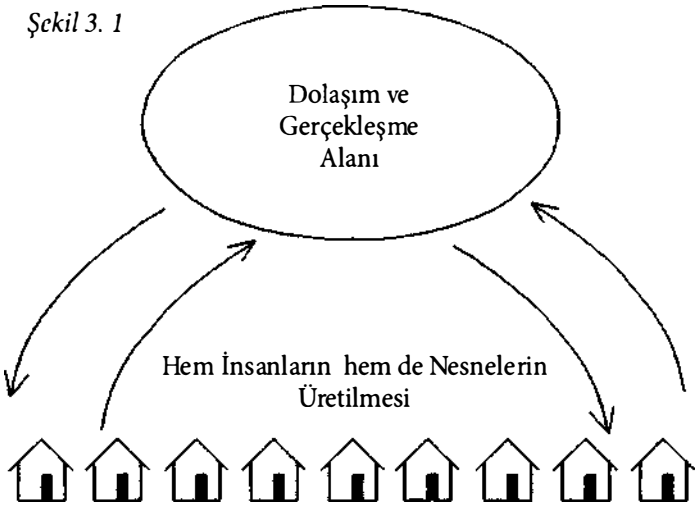 Şekil 3. 1
Dolaşım ve
Gerçekleşme
Alanı
Hem İnsanların hem de Nesnelerin
Üretilmesi